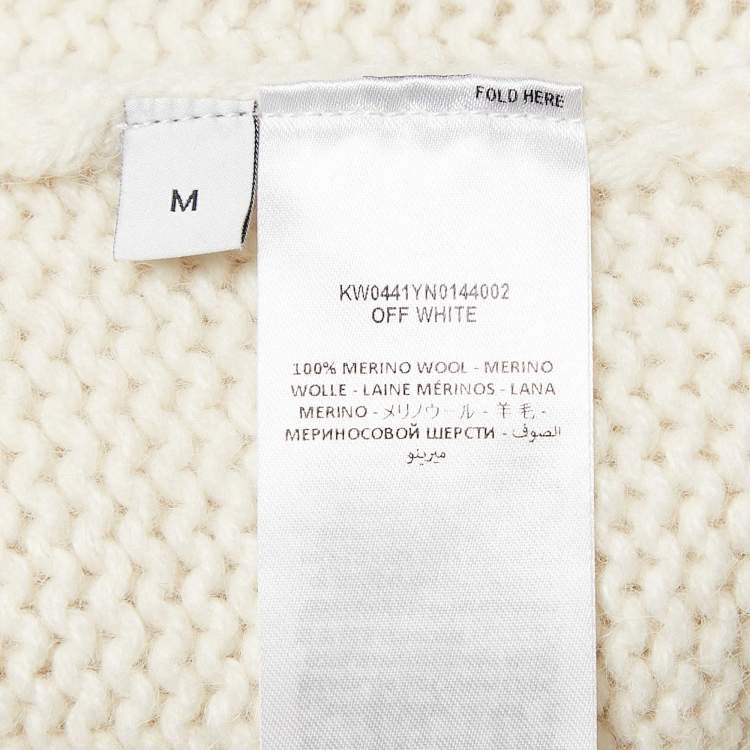 FOLD HERE
M
KW0441YN0144002
OFF WHITE
100% MERINO WOOL - MERINO
WOLLE - LAINE MÉRINOS - LANA
MERINO - メリノウール - 羊毛 -
МЕРИНОСОВОЙ ШЕРСТИ - الصوف
ميرينو